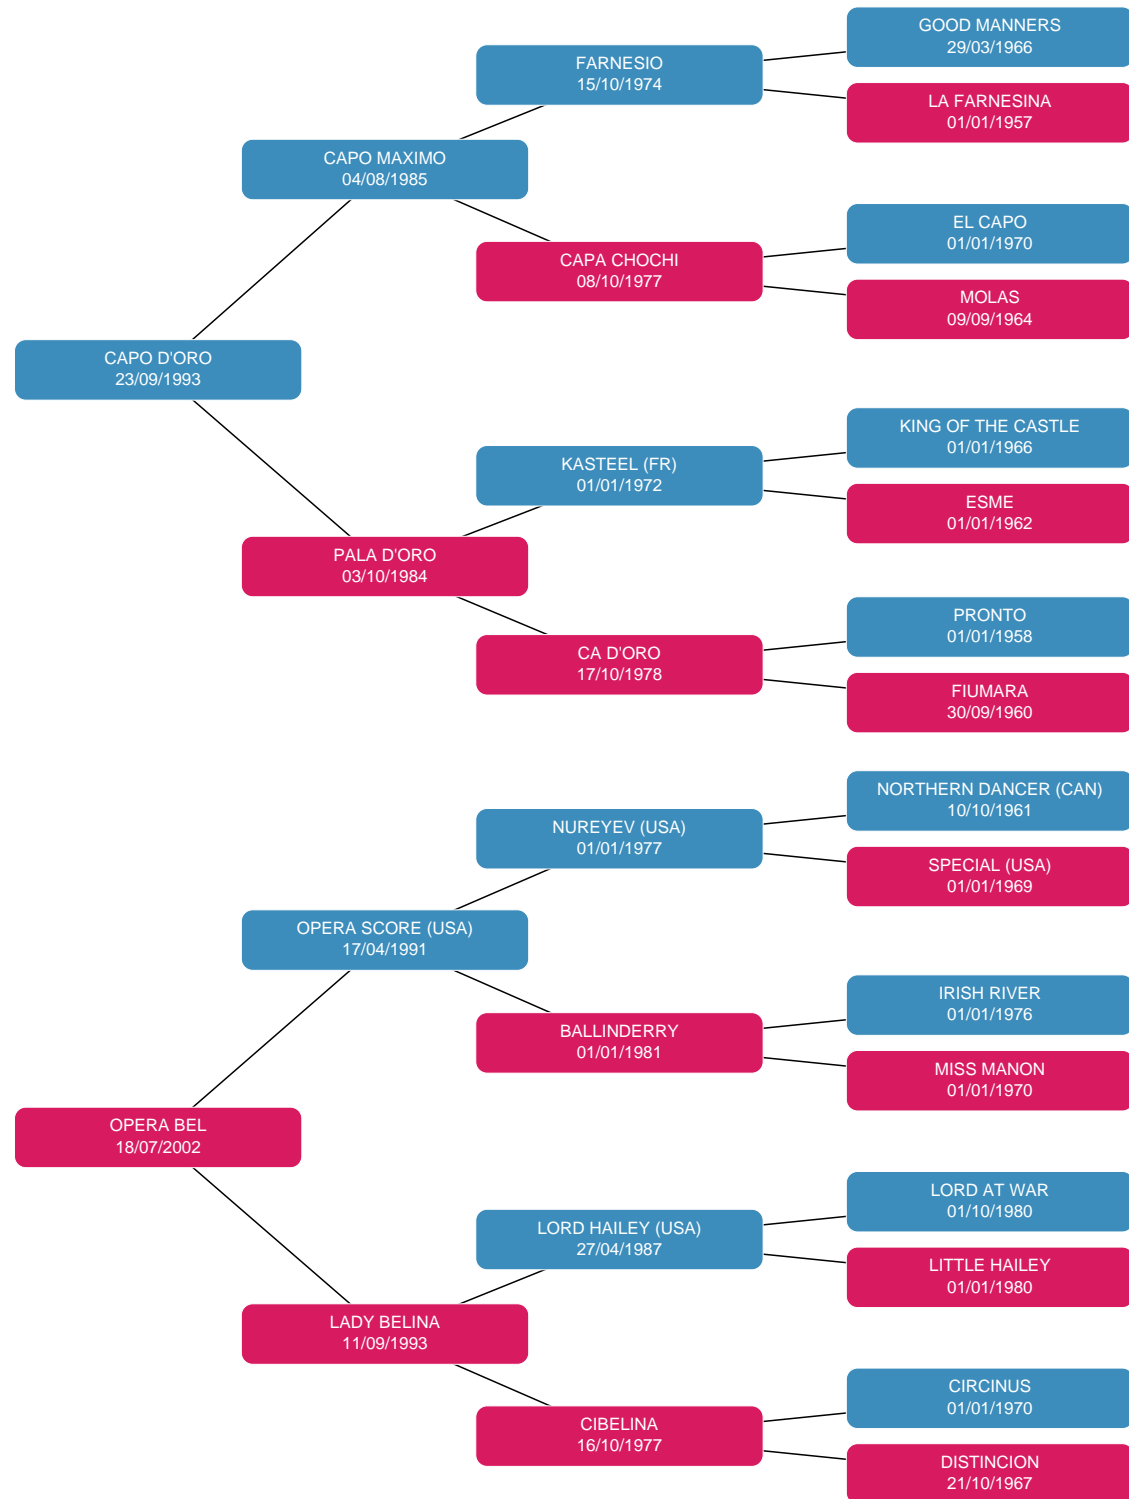 GOOD MANNERS
29/03/1966
FARNESIO
15/10/1974
LA FARNESINA
01/01/1957
CAPO MAXIMO
04/08/1985
EL CAPO
01/01/1970
CAPA CHOCHI
08/10/1977
MOLAS
09/09/1964
CAPO D'ORO
23/09/1993
KING OF THE CASTLE
01/01/1966
KASTEEL (FR)
01/01/1972
ESME
01/01/1962
PALA D'ORO
03/10/1984
PRONTO
01/01/1958
CA D'ORO
17/10/1978
FIUMARA
30/09/1960
NORTHERN DANCER (CAN)
10/10/1961
NUREYEV (USA)
01/01/1977
SPECIAL (USA)
01/01/1969
OPERA SCORE (USA)
17/04/1991
IRISH RIVER
01/01/1976
BALLINDERRY
01/01/1981
MISS MANON
01/01/1970
OPERA BEL
18/07/2002
LORD AT WAR
01/10/1980
LORD HAILEY (USA)
27/04/1987
LITTLE HAILEY
01/01/1980
LADY BELINA
11/09/1993
CIRCINUS
01/01/1970
CIBELINA
16/10/1977
DISTINCION
21/10/1967